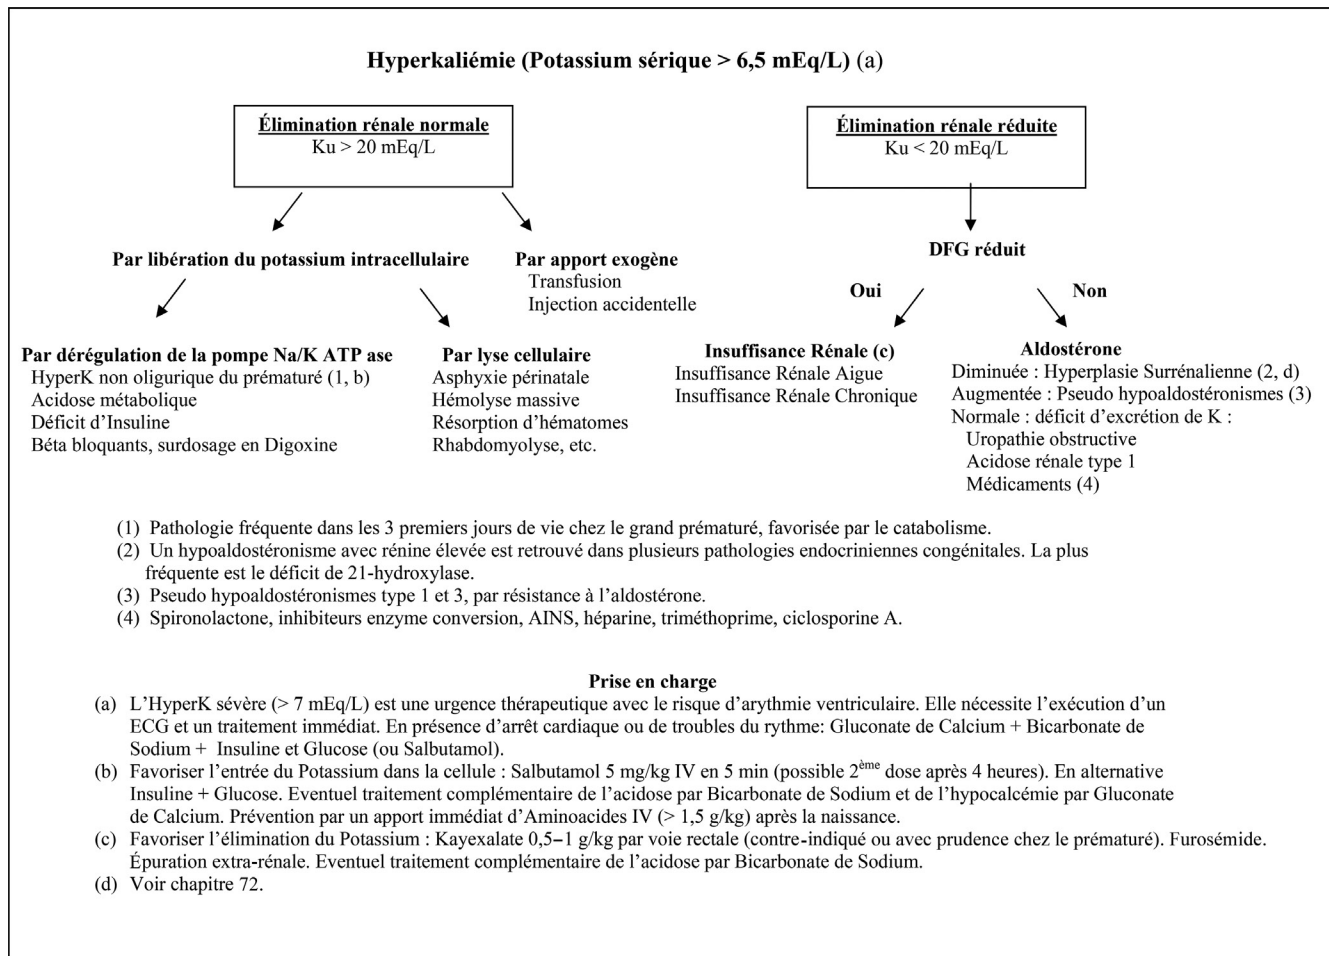 Hyperkaliémie (Potassium sérique > 6,5 mEq/L) (a)
Élimination rénale normale
Ku > 20 mEq/L
Élimination rénale réduite
Ku < 20 mEq/L
Par libération du potassium intracellulaire
Par apport exogène
Transfusion
Injection accidentelle
DFG réduit
Oui
Non
Par dérégulation de la pompe Na/K ATP ase
HyperK non oligurique du prématuré (1, b)
Acidose métabolique
Déficit d’Insuline
Béta bloquants, surdosage en Digoxine
Par lyse cellulaire
Asphyxie périnatale
Hémolyse massive
Résorption d’hématomes
Rhabdomyolyse, etc.
Insuffisance Rénale (c)
Insuffisance Rénale Aigue
Insuffisance Rénale Chronique
Aldostérone
Diminuée : Hyperplasie Surrénalienne (2, d)
Augmentée : Pseudo hypoaldostéronismes (3)
Normale : déficit d’excrétion de K :
Uropathie obstructive
Acidose rénale type 1
Médicaments (4)
(1) Pathologie fréquente dans les 3 premiers jours de vie chez le grand prématuré, favorisée par le catabolisme.
(2) Un hypoaldostéronisme avec rénine élevée est retrouvé dans plusieurs pathologies endocriniennes congénitales. La plus
fréquente est le déficit de 21-hydroxylase.
(3) Pseudo hypoaldostéronismes type 1 et 3, par résistance à l’aldostérone.
(4) Spironolactone, inhibiteurs enzyme conversion, AINS, héparine, triméthoprime, ciclosporine A.
Prise en charge
(a) L’HyperK sévère (> 7 mEq/L) est une urgence thérapeutique avec le risque d’arythmie ventriculaire. Elle nécessite l’exécution d’un
ECG et un traitement immédiat. En présence d’arrêt cardiaque ou de troubles du rythme: Gluconate de Calcium + Bicarbonate de
Sodium + Insuline et Glucose (ou Salbutamol).
(b) Favoriser l’entrée du Potassium dans la cellule : Salbutamol 5 mg/kg IV en 5 min (possible 2ème dose après 4 heures). En alternative
Insuline + Glucose. Eventuel traitement complémentaire de l’acidose par Bicarbonate de Sodium et de l’hypocalcémie par Gluconate
de Calcium. Prévention par un apport immédiat d’Aminoacides IV (> 1,5 g/kg) après la naissance.
(c) Favoriser l’élimination du Potassium : Kayexalate 0,5–1 g/kg par voie rectale (contre-indiqué ou avec prudence chez le prématuré). Furosémide.
Épuration extra-rénale. Eventuel traitement complémentaire de l’acidose par Bicarbonate de Sodium.
(d) Voir chapitre 72.